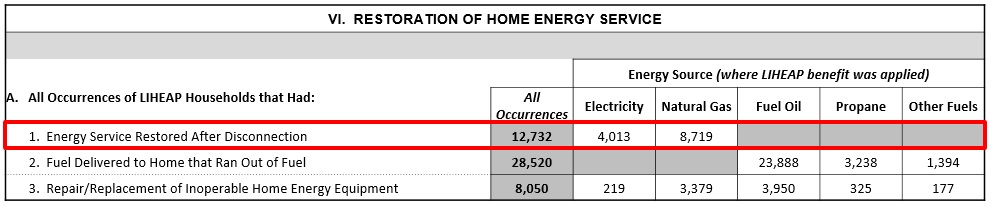 VI. RESTORATION OF HOME ENERGY SERVICE
Energy Source (where LIHEAP benefit was applied)
A. All Occurrences of LIHEAP Households that Had: All Occurrences Electricity Natural Gas Fuel Oil Propane Other Fuels
1. Energy Service Restored After Disconnection 12,732 4,013 8,719
2. Fuel Delivered to Home that Ran Out of Fuel 28,520 23,888 3,238 1,394
3. Repair/Replacement of Inoperable Home Energy Equipment 8,050 219 3,379 3,950 325 177